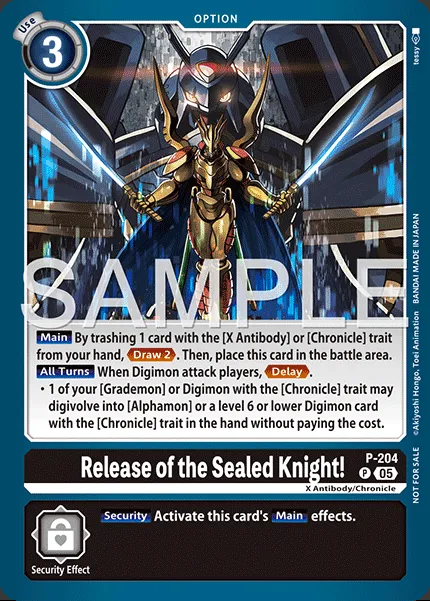 Use
3
OPTION
tessy
SAMPLE
Main By trashing 1 card with the [X Antibody] or [Chronicle] trait
from your hand, Draw 2. Then, place this card in the battle area.
All Turns When Digimon attack players, Delay.
・1 of your [Grademon] or Digimon with the [Chronicle] trait may
digivolve into [Alphamon] or a level 6 or lower Digimon card
with the [Chronicle] trait in the hand without paying the cost.
Release of the Sealed Knight!
P-204
P 05
X Antibody/Chronicle
Security Activate this card's Main effects.
Security Effect
©Akiyoshi Hongo, Toei Animation BANDAI MADE IN JAPAN
NOT FOR SALE